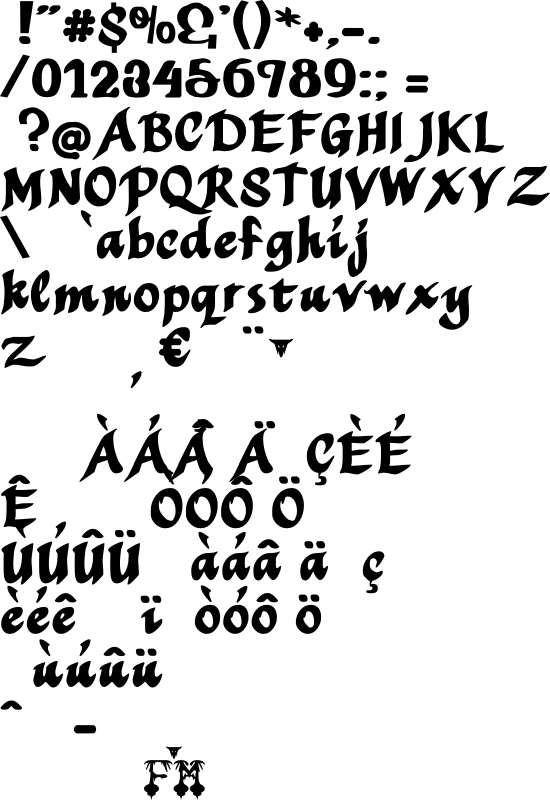 !"#$%&'()*+,-.
/0123456789:; =
?@ABCDEFGHIJKL
MNOPQRSTUVWXYZ
\ `abcdefghij
klmnopqrstuvwxy
z , € ¨
ÀÁÂ Ä ÇÈÉ
Ê , ÒÓÔ Ö
ÙÚÛÜ àáâ ä ç
èéê ï òóô ö
ùúûü
ˆ -
FM